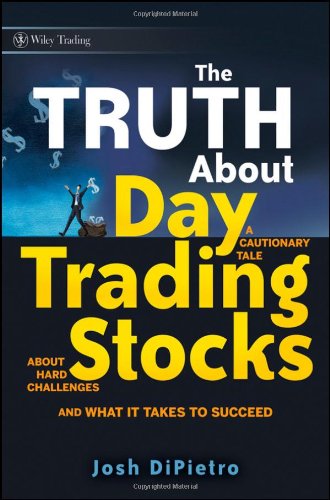 Wiley Trading
The
TRUTH
About
Day
A
CAUTIONARY
TALE
Trading
Stocks
ABOUT
HARD
CHALLENGES
AND WHAT IT TAKES TO SUCCEED
Josh DiPietro